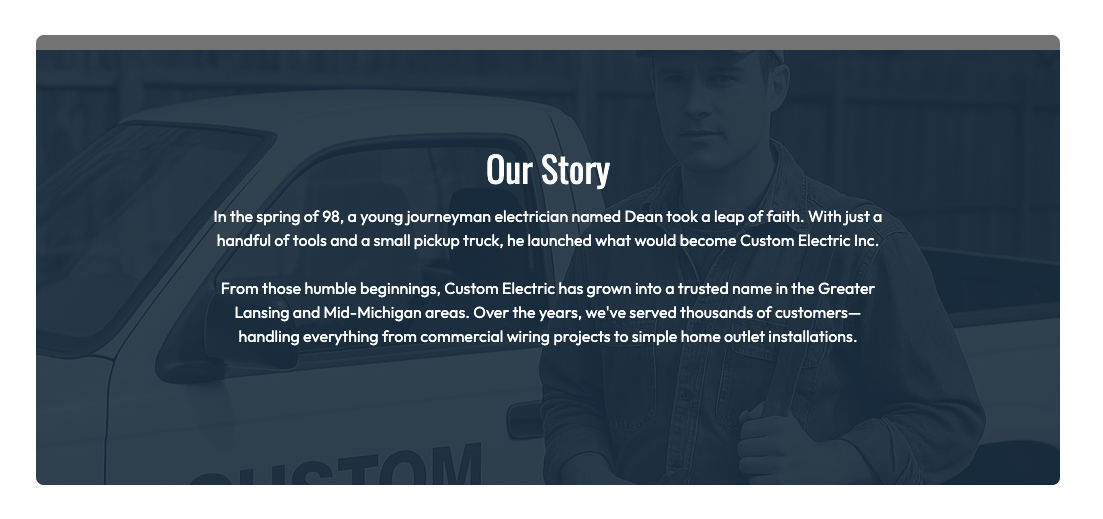 Our Story
In the spring of 98, a young journeyman electrician named Dean took a leap of faith. With just a
handful of tools and a small pickup truck, he launched what would become Custom Electric Inc.
From those humble beginnings, Custom Electric has grown into a trusted name in the Greater
Lansing and Mid-Michigan areas. Over the years, we've served thousands of customers—
handling everything from commercial wiring projects to simple home outlet installations.
CUSTOM